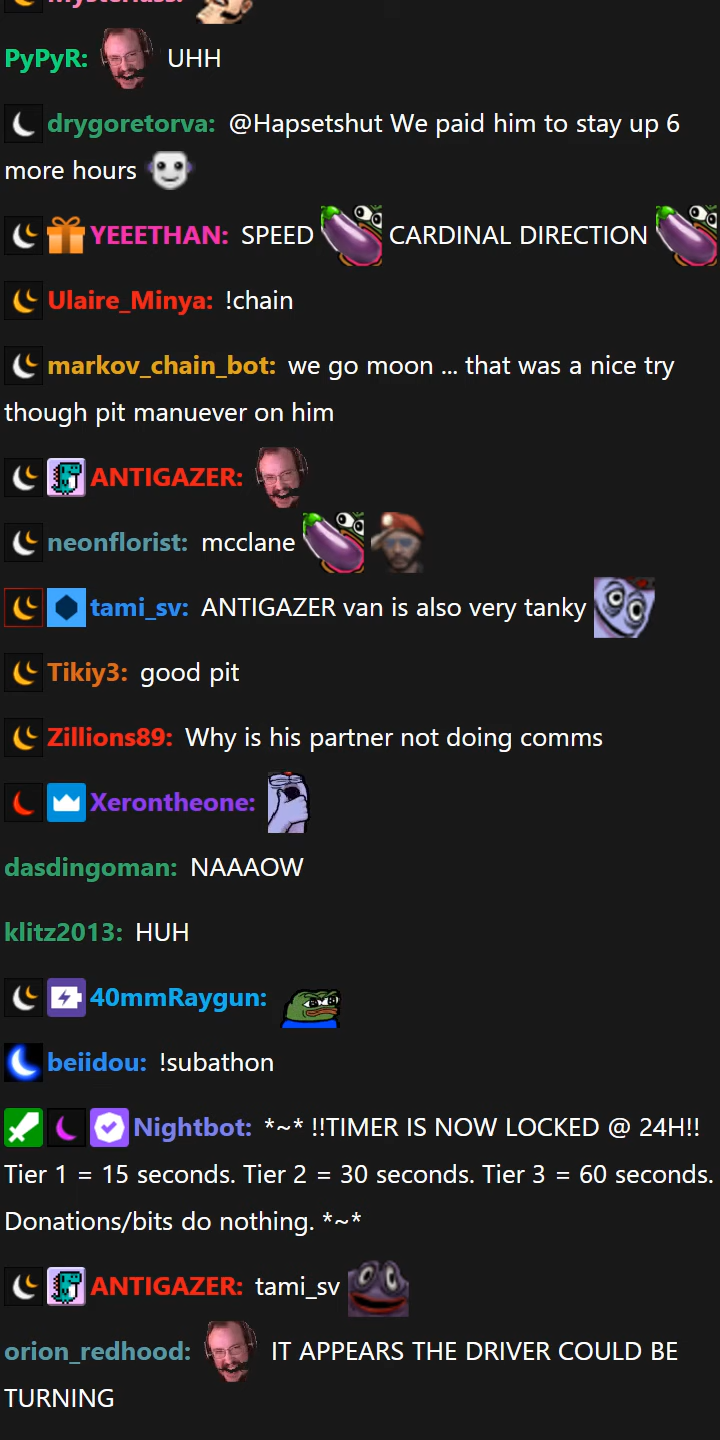 PyPyR: UHH
drygoretorva: @Hapsetshut We paid him to stay up 6
more hours
YEEETHAN: SPEED CARDINAL DIRECTION
Ulaire_Minya: !chain
markov_chain_bot: we go moon ... that was a nice try
though pit manuever on him
ANTIGAZER:
neonflorist: mcclane
tami_sv: ANTIGAZER van is also very tanky
Tikiy3: good pit
Zillions89: Why is his partner not doing comms
Xerontheone:
dasdingoman: NAAAOW
klitz2013: HUH
40mmRaygun:
beiidou: !subathon
Nightbot: *~* !!TIMER IS NOW LOCKED @ 24H!!
Tier 1 = 15 seconds. Tier 2 = 30 seconds. Tier 3 = 60 seconds.
Donations/bits do nothing. *~*
ANTIGAZER: tami_sv
orion_redhood: IT APPEARS THE DRIVER COULD BE
TURNING